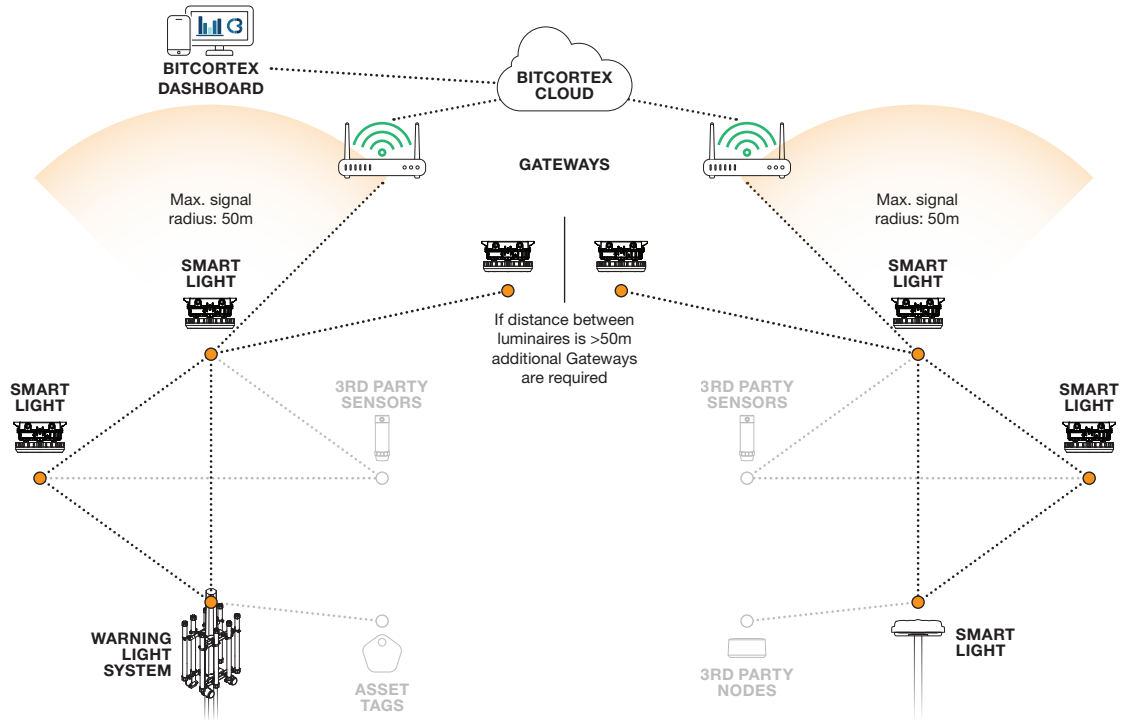 BITCORTEX
DASHBOARD
BITCORTEX
CLOUD
GATEWAYS
Max. signal
radius: 50m
Max. signal
radius: 50m
SMART
LIGHT
SMART
LIGHT
If distance between
luminaires is >50m
additional Gateways
are required
SMART
LIGHT
3RD PARTY
SENSORS
3RD PARTY
SENSORS
SMART
LIGHT
WARNING
LIGHT
SYSTEM
ASSET
TAGS
3RD PARTY
NODES
SMART
LIGHT